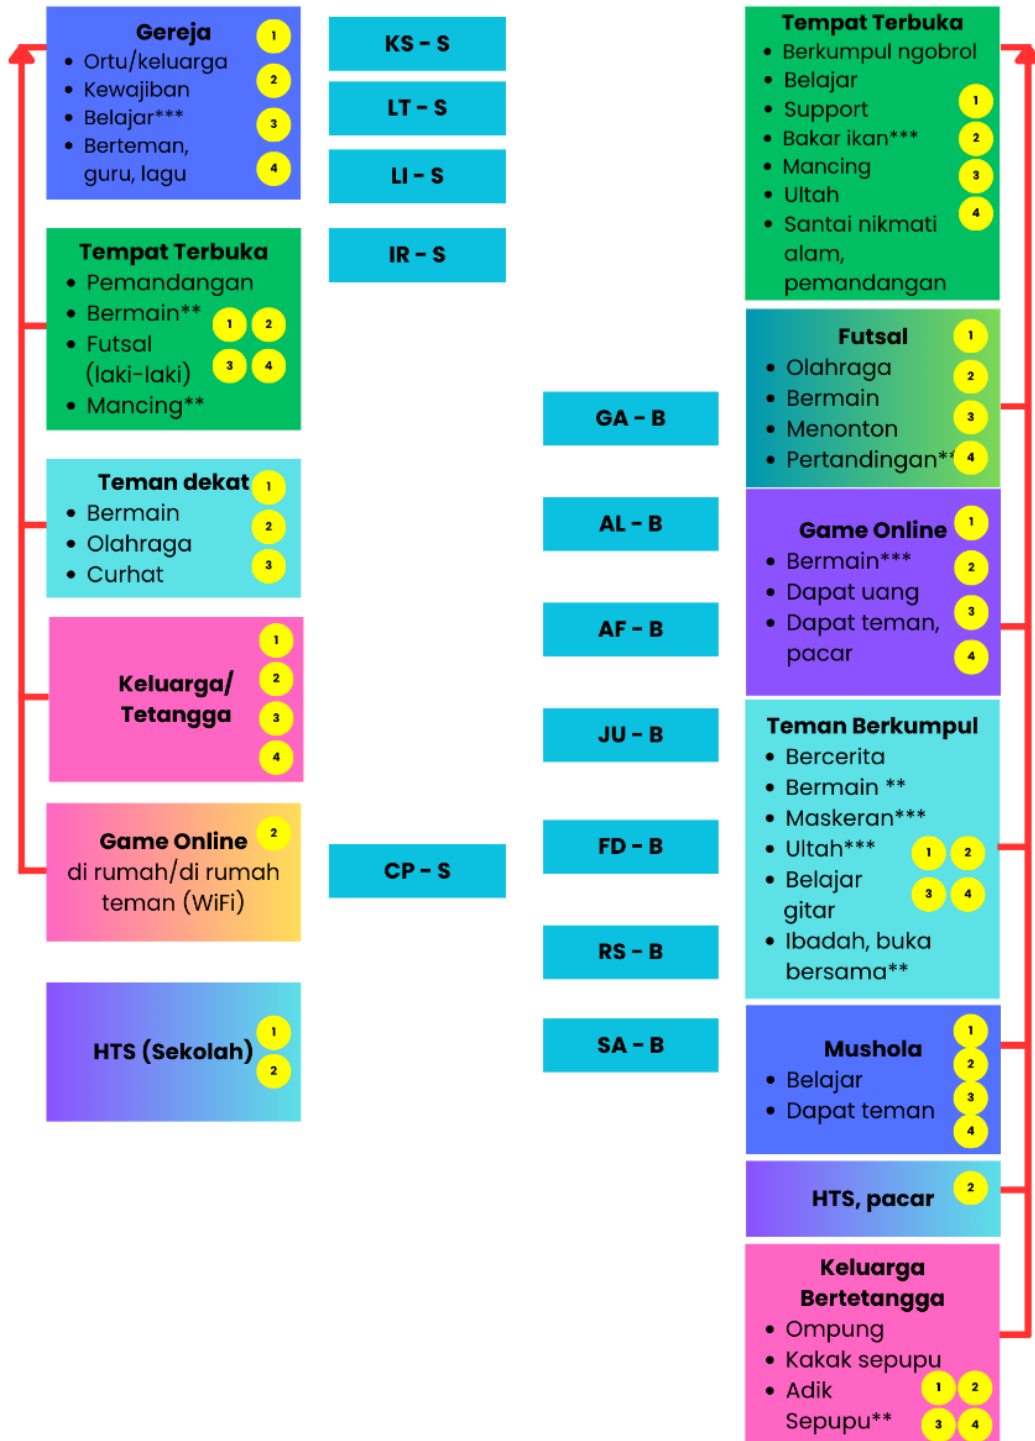 Gereja
1
• Ortu/keluarga
• Kewajiban
2
• Belajar***
3
• Berteman,
guru, lagu
4
Tempat Terbuka
• Pemandangan
• Bermain**
1 2
• Futsal
(laki-laki)
3 4
• Mancing**
Teman dekat
1
• Bermain
2
• Olahraga
• Curhat
3
Keluarga/
Tetangga
1
2
3
4
Game Online
2
di rumah/di rumah
teman (WiFi)
HTS (Sekolah)
1
2
KS - S
LT - S
LI - S
IR - S
CP - S
GA - B
AL - B
AF - B
JU - B
FD - B
RS - B
SA - B
Tempat Terbuka
• Berkumpul ngobrol
• Belajar
• Support
1
• Bakar ikan***
2
• Mancing
3
• Ultah
4
• Santai nikmati
alam,
pemandangan
Futsal
1
• Olahraga
2
• Bermain
• Menonton
3
• Pertandingan**
4
Game Online
1
• Bermain***
2
• Dapat uang
3
• Dapat teman,
pacar
4
Teman Berkumpul
• Bercerita
• Bermain **
• Maskeran***
• Ultah***
1 2
• Belajar
gitar
3 4
• Ibadah, buka
bersama**
Mushola
1
2
• Belajar
3
• Dapat teman
4
HTS, pacar
2
Keluarga
Bertetangga
• Ompung
• Kakak sepupu
• Adik
1 2
Sepupu**
3 4